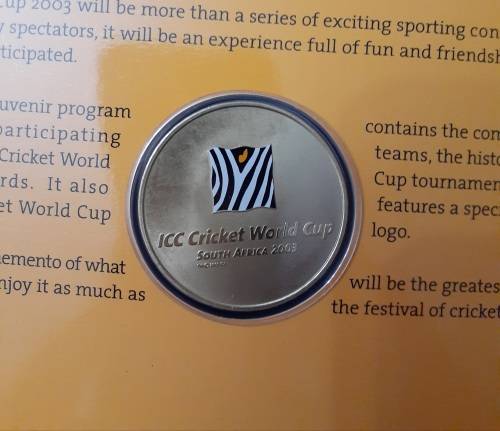 Cup 2003 will be more than a series of exciting sporting con
spectators, it will be an experience full of fun and friendsh
ticipated.
uvenir program
participating
Cricket World
rds. It also
et World Cup
emento of what
njoy it as much as
ICC Cricket World Cup
South Africa 2003
contains the com
teams, the histo
Cup tourname
features a spec
logo.
will be the greates
the festival of cricket